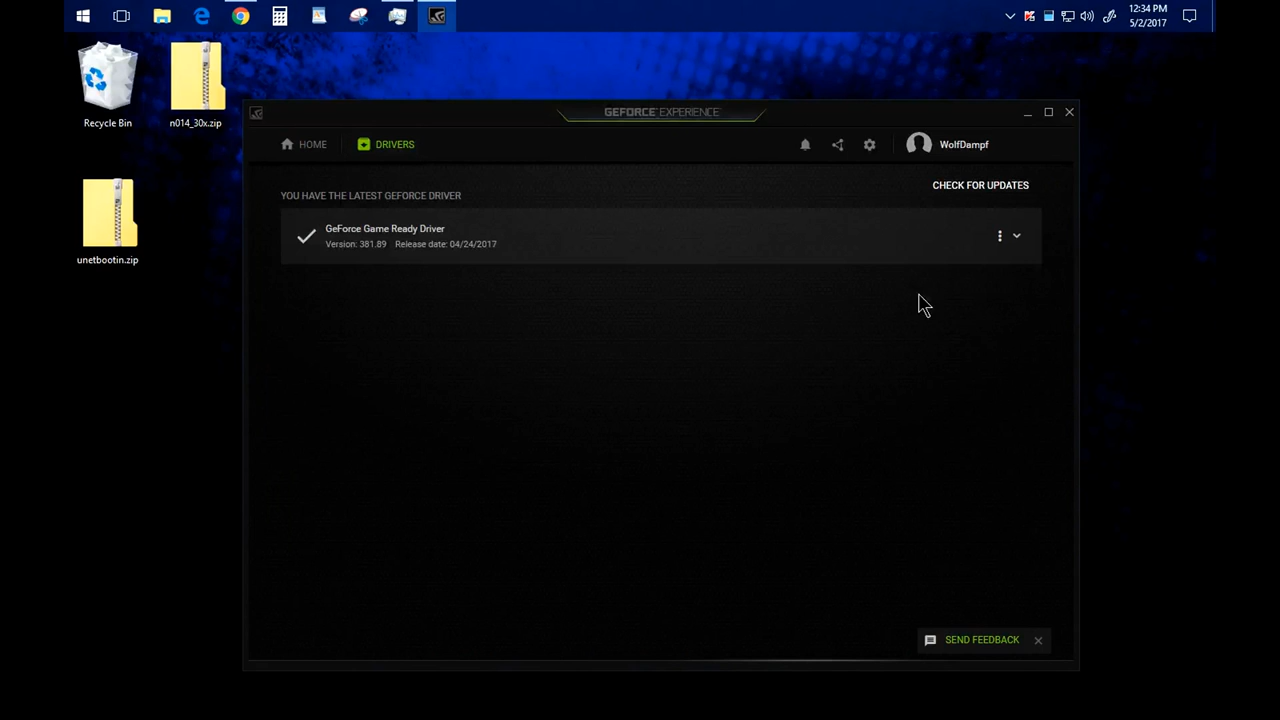 12:34 PM
5/2/2017
Recycle Bin
n014_30x.zip
unetbootin.zip
GEFORCE EXPERIENCE
HOME
DRIVERS
WolfDampf
CHECK FOR UPDATES
YOU HAVE THE LATEST GEFORCE DRIVER
GeForce Game Ready Driver
Version: 381.89 Release date: 04/24/2017
SEND FEEDBACK